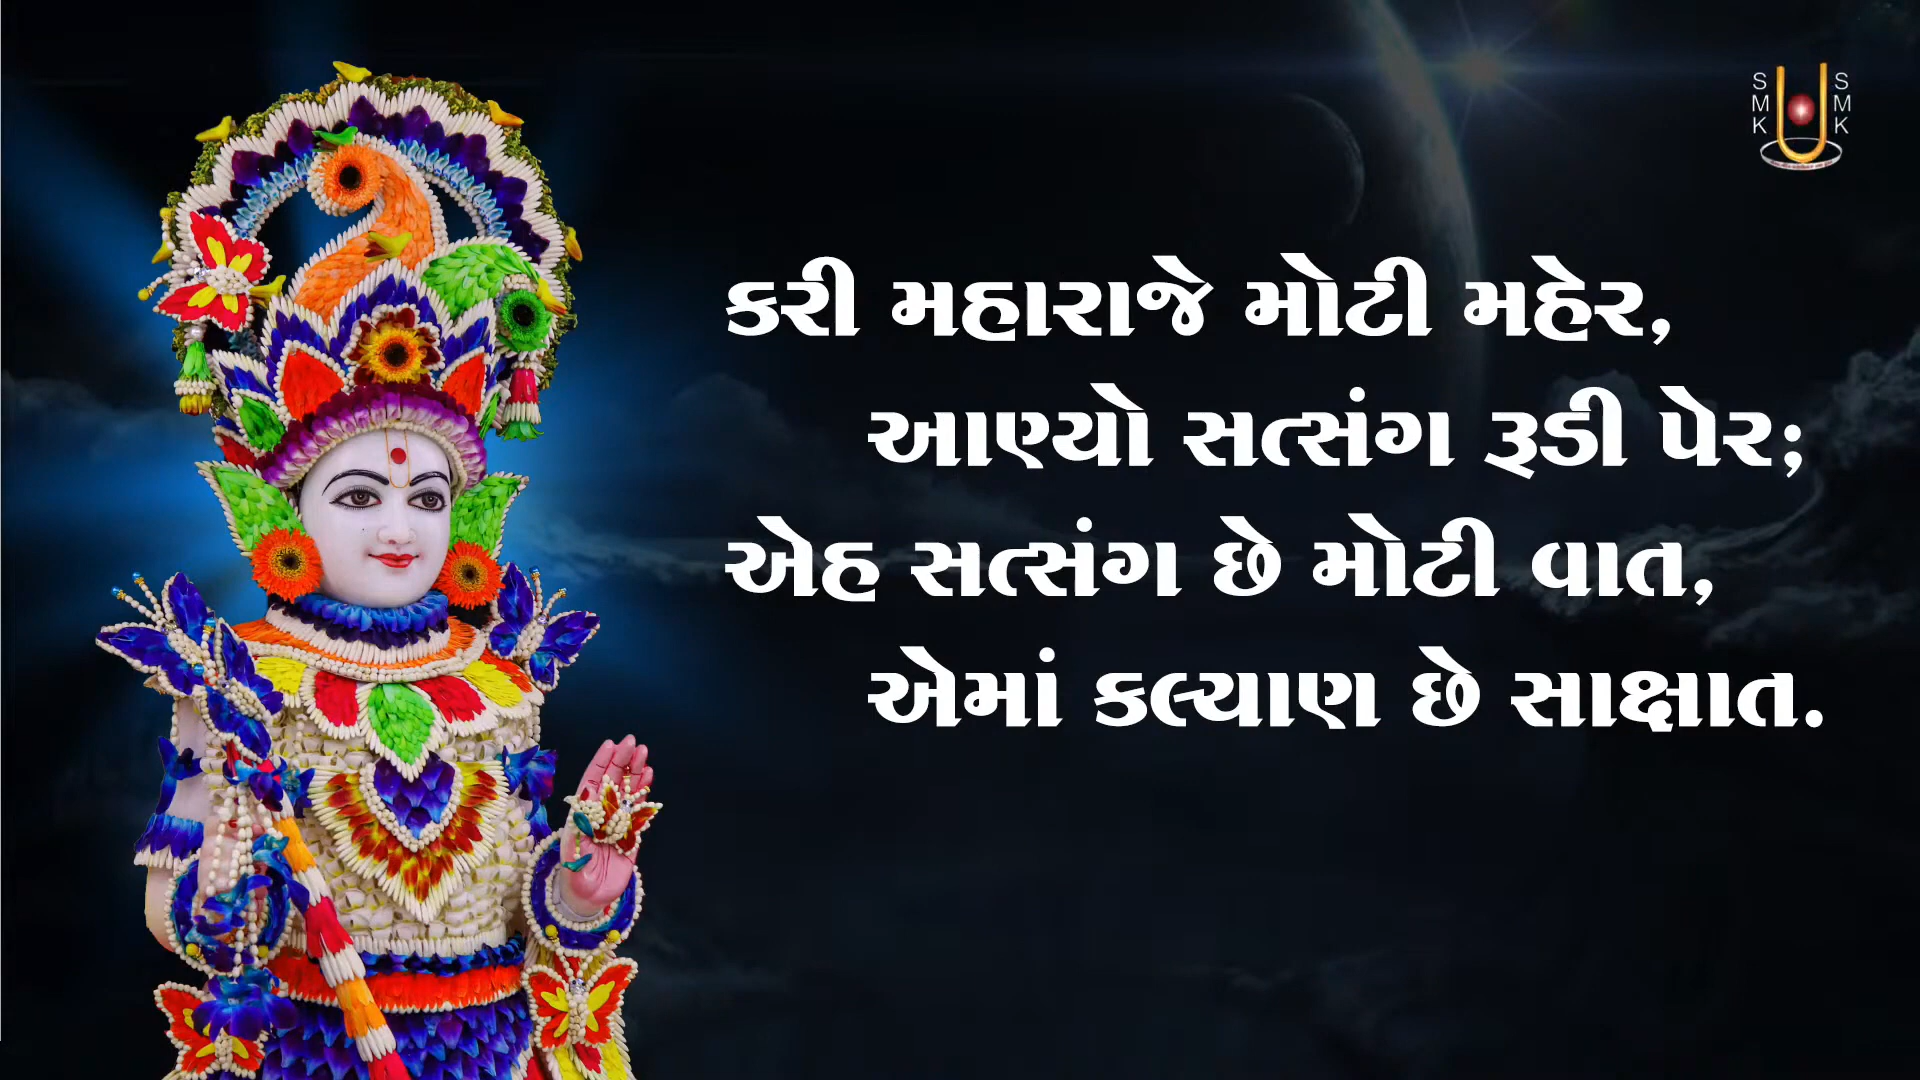 કરી મહારાજે મોટી મહેર,
આણ્યો સત્સંગ રૂડી પેર;
એહ સત્સંગ છે મોટી વાત,
એમાં કલ્યાણ છે સાક્ષાત.
SMK
SMK